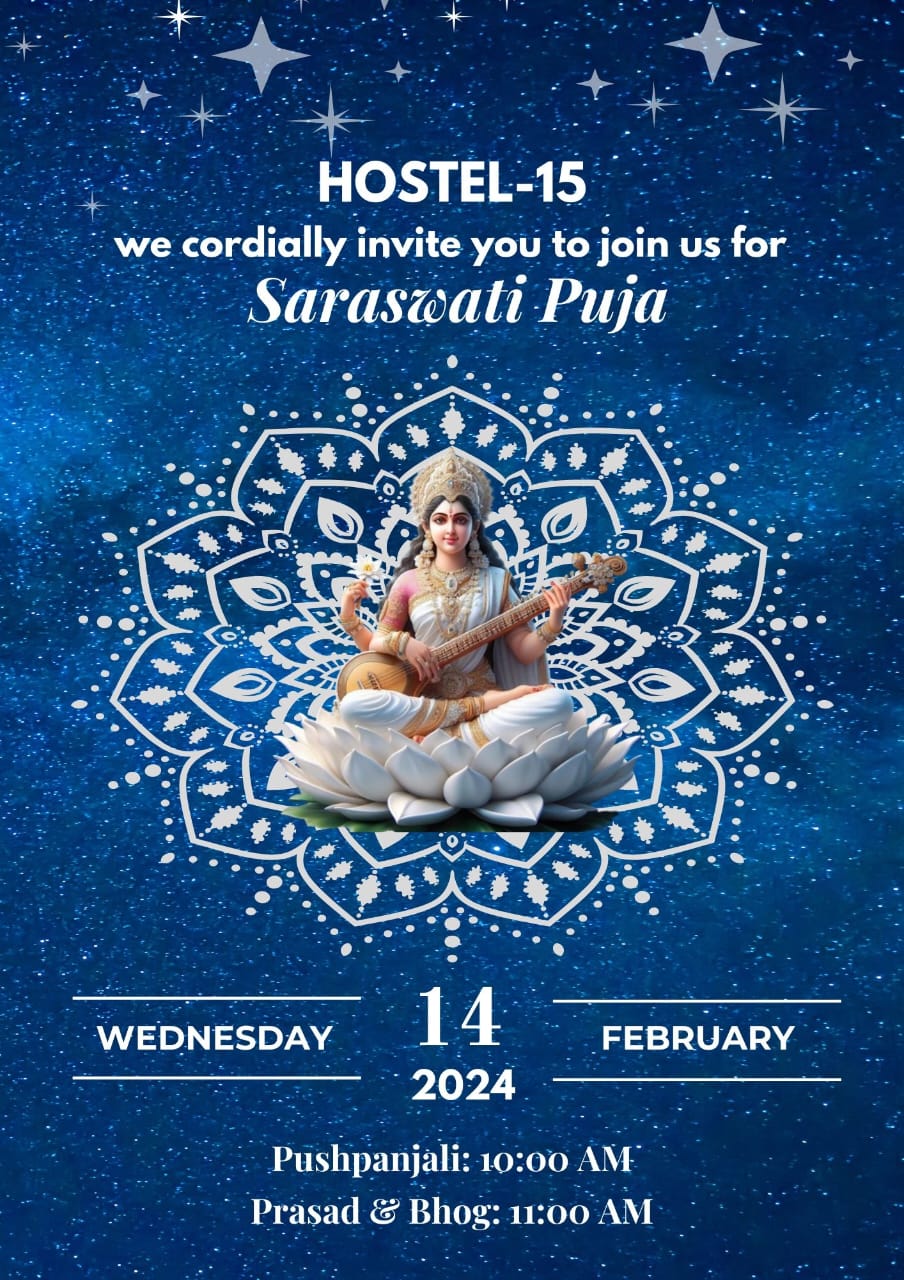 HOSTEL-15
we cordially invite you to join us for
Saraswati Puja
WEDNESDAY
14
FEBRUARY
2024
Pushpanjali: 10:00 AM
Prasad & Bhog: 11:00 AM